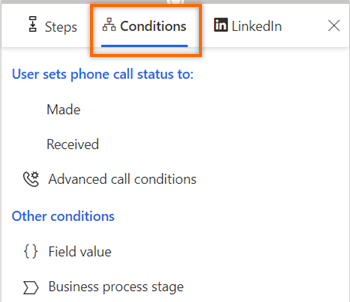 Steps Conditions LinkedIn
User sets phone call status to:
Made
Received
Advanced call conditions
Other conditions
Field value
Business process stage